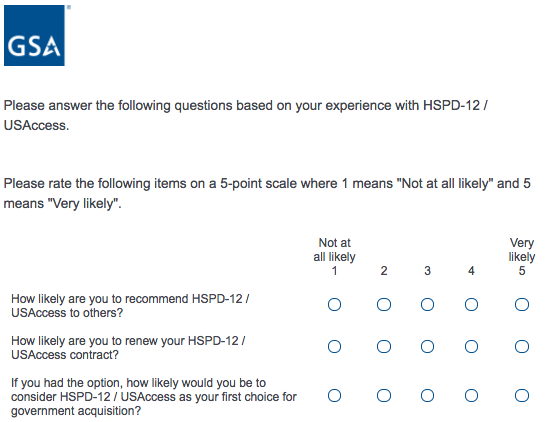 GSA
Please answer the following questions based on your experience with HSPD-12 /
USAccess.
Please rate the following items on a 5-point scale where 1 means "Not at all likely" and 5
means "Very likely".
Not at
all likely
1
2
3
4
Very
likely
5
How likely are you to recommend HSPD-12 /
USAccess to others?
How likely are you to renew your HSPD-12 /
USAccess contract?
If you had the option, how likely would you be to
consider HSPD-12 / USAccess as your first choice for
government acquisition?